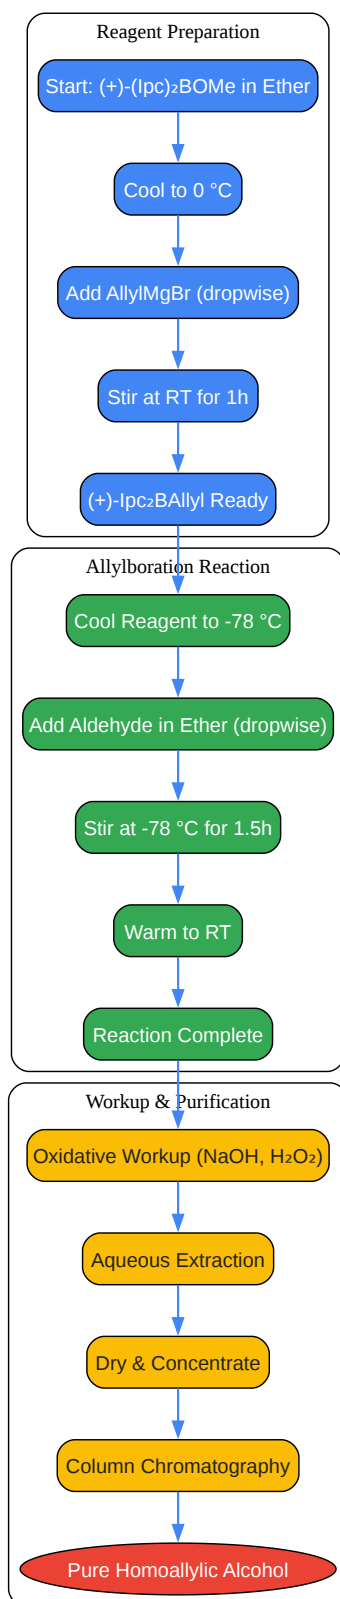 Reagent Preparation
Start: (+)-(Ipc)₂BOMe in Ether
Cool to 0 °C
Add AllylMgBr (dropwise)
Stir at RT for 1h
(+)-Ipc₂BAllyl Ready
Allylboration Reaction
Cool Reagent to -78 °C
Add Aldehyde in Ether (dropwise)
Stir at -78 °C for 1.5h
Warm to RT
Reaction Complete
Workup & Purification
Oxidative Workup (NaOH, H₂O₂)
Aqueous Extraction
Dry & Concentrate
Column Chromatography
Pure Homoallylic Alcohol